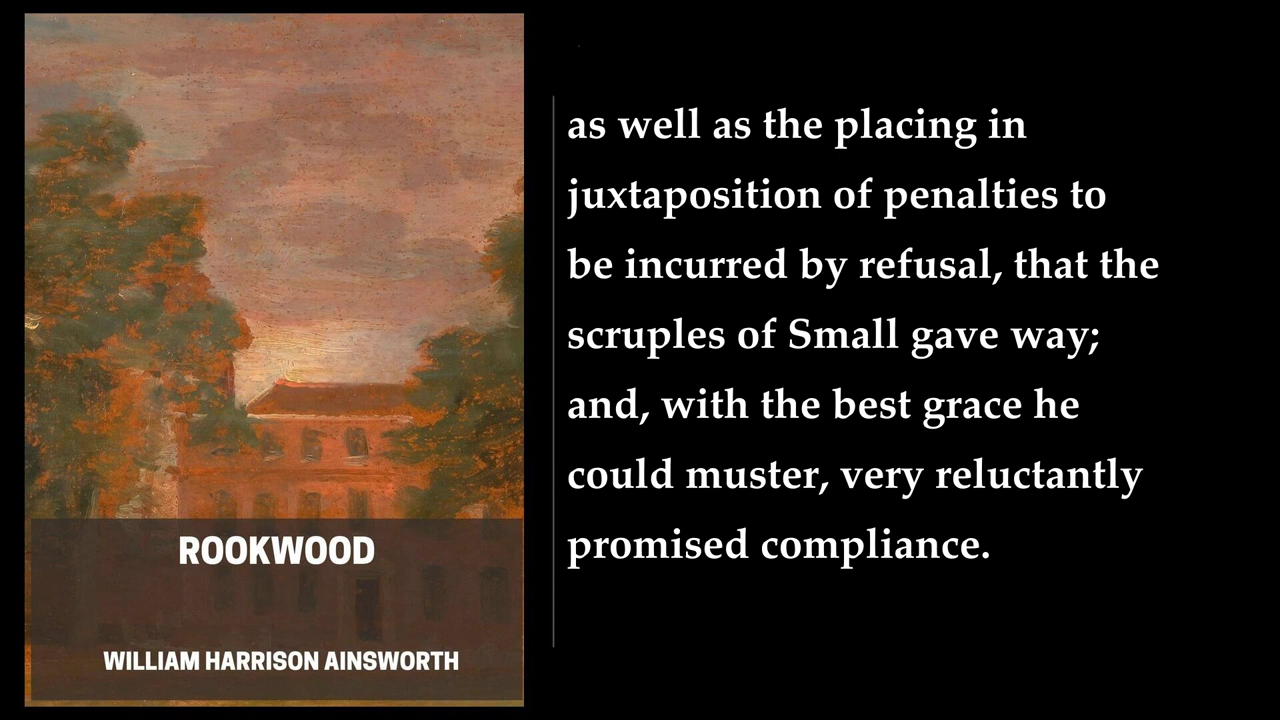 ROOKWOOD
WILLIAM HARRISON AINSWORTH
as well as the placing in
juxtaposition of penalties to
be incurred by refusal, that the
scruples of Small gave way;
and, with the best grace he
could muster, very reluctantly
promised compliance.